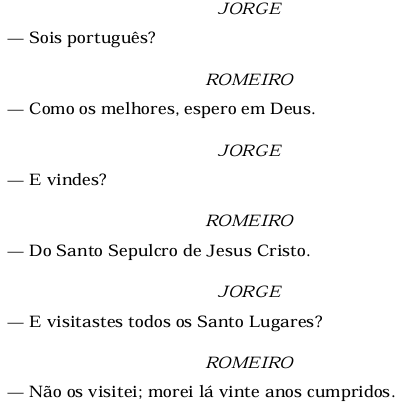 JORGE
— Sois português?
ROMEIRO
— Como os melhores, espero em Deus.
JORGE
— E vindes?
ROMEIRO
— Do Santo Sepulcro de Jesus Cristo.
JORGE
— E visitastes todos os Santo Lugares?
ROMEIRO
— Não os visitei; morei lá vinte anos cumpridos.